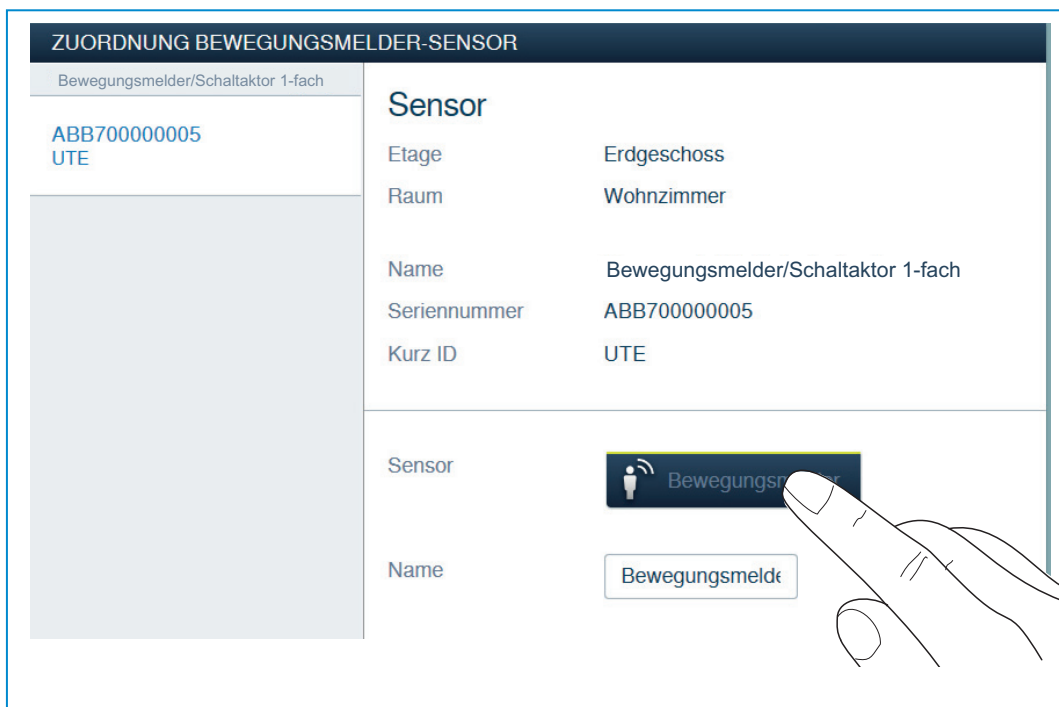 ZUORDNUNG BEWEGUNGSMELDER-SENSOR
Bewegungsmelder/Schaltaktor 1-fach
ABB700000005
UTE
Sensor
Etage Erdgeschoss
Raum Wohnzimmer
Name Bewegungsmelder/Schaltaktor 1-fach
Seriennummer ABB700000005
Kurz ID UTE
Sensor
Name Bewegungsmelde